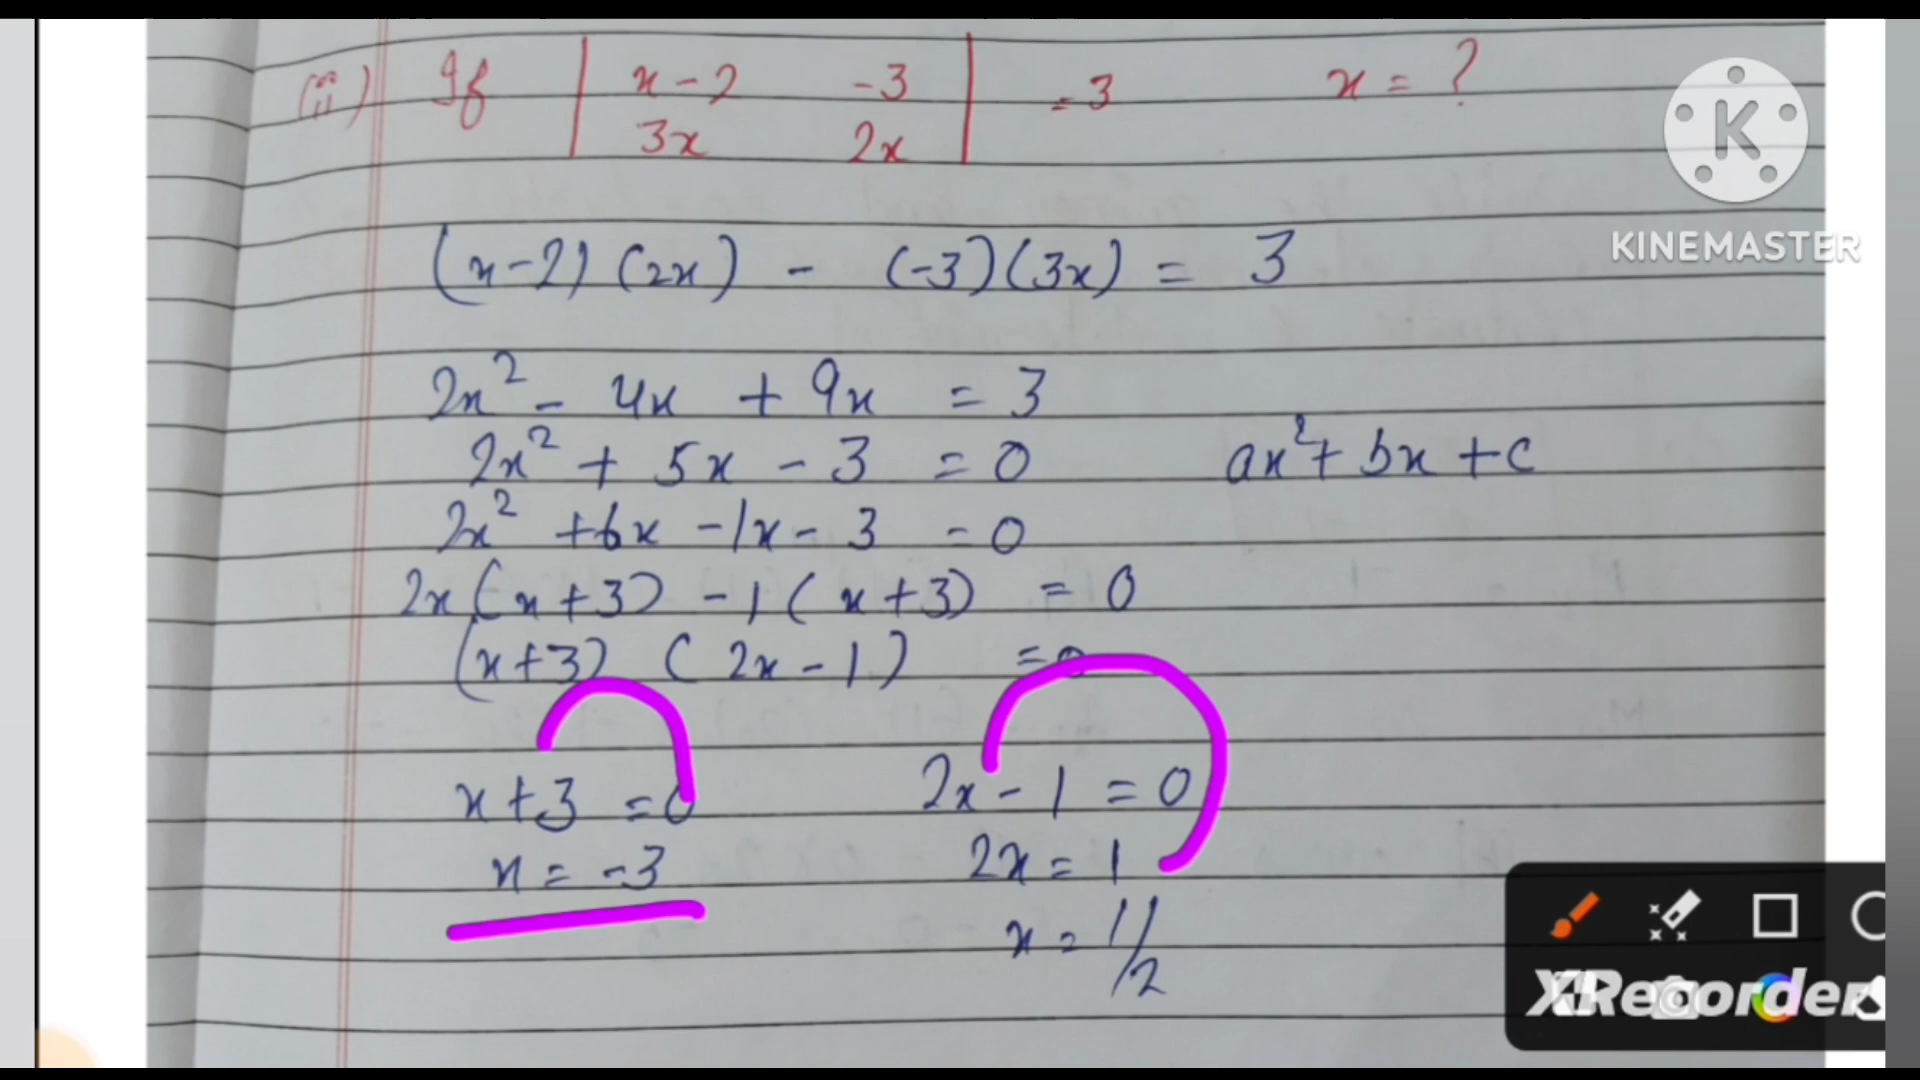 (ii) If | x-2 -3 | = 3 x = ?
| 3x 2x |
KINEMASTER
(x-2) (2x) - (-3)(3x) = 3
2x² - 4x + 9x = 3
2x² + 5x - 3 = 0 ax² + bx + c
2x² + 6x - 1x - 3 = 0
2x(x+3) - 1(x+3) = 0
(x+3) (2x-1) = 0
x+3 = 0 2x - 1 = 0
x = -3 2x = 1
x = 1/2
XRecorder